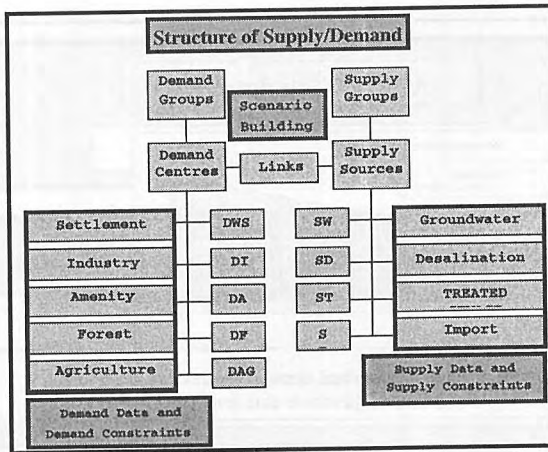 Structure of Supply/Demand
Demand
Groups
Scenario
Building
Supply
Groups
Demand
Centres
Links
Supply
Sources
Settlement
DWS
SW
Groundwater
Industry
DI
SD
Desalination
Amenity
DA
ST
TREATED
Forest
DF
S
Import
Agriculture
DAG
Supply Data and
Supply Constraints
Demand Data and
Demand Constraints